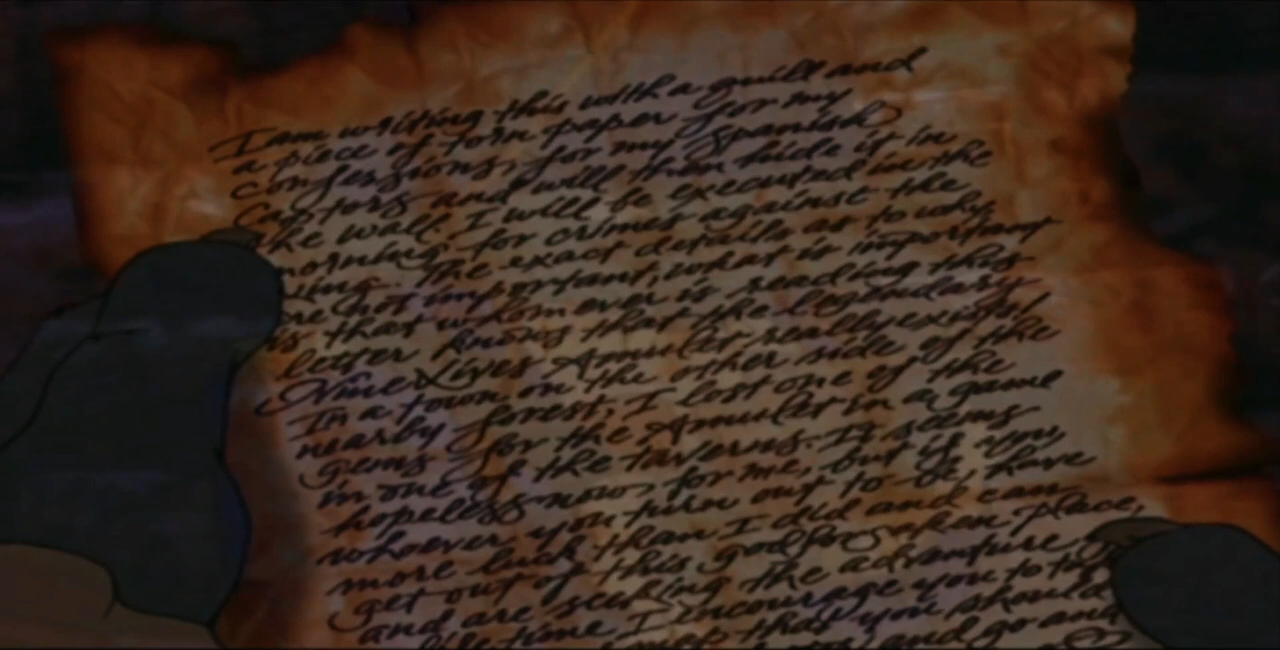 I am writing this with a quill and
a piece of torn paper for my
confessions, for my Spanish
Captors and will then hide it in
the wall. I will be executed in the
morning for crimes against the
King. The exact details as to why
are not important, what is important
is that whomever is reading this
letter knows that the legendary
Nine Lives Amulet really exists!
In a town on the other side of the
nearby forest, I lost one of the
gems for the Amulet in a game
in one of the taverns. It seems
hopeless now, for me, but if you,
whoever you turn out to be, have
more luck than I did and can
get out of this godforsaken place,
and are seeking the adventure of
lifetime I encourage you to
that you should
and go and